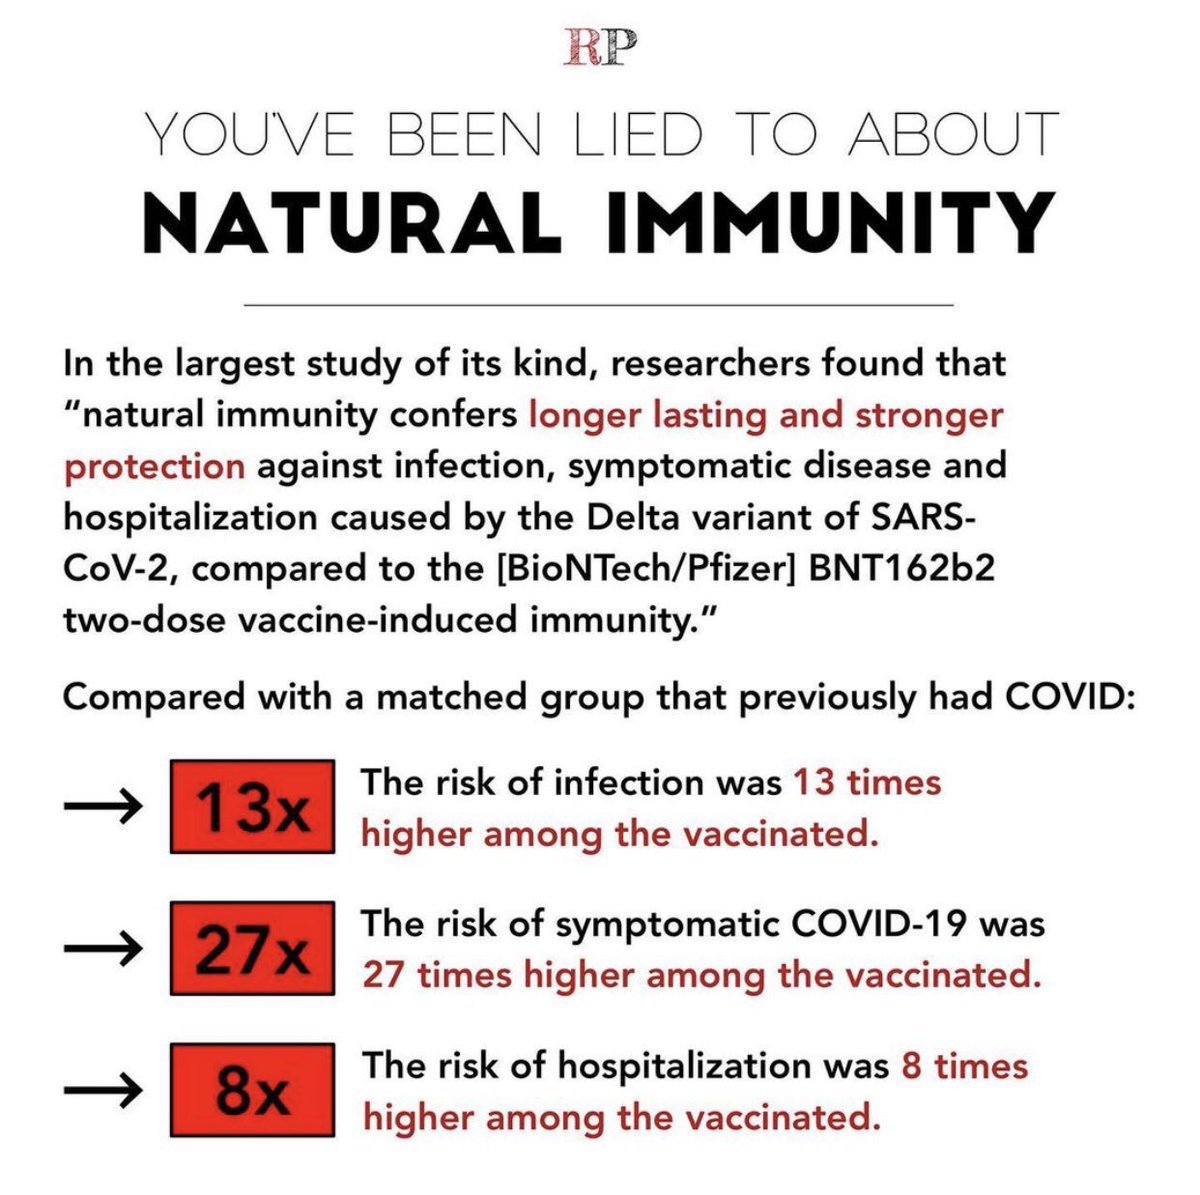 RP
YOU'VE BEEN LIED TO ABOUT
NATURAL IMMUNITY
In the largest study of its kind, researchers found that
“natural immunity confers longer lasting and stronger
protection against infection, symptomatic disease and
hospitalization caused by the Delta variant of SARS-
CoV-2, compared to the [BioNTech/Pfizer] BNT162b2
two-dose vaccine-induced immunity.”
Compared with a matched group that previously had COVID:
13x
The risk of infection was 13 times
higher among the vaccinated.
27x
The risk of symptomatic COVID-19 was
27 times higher among the vaccinated.
8x
The risk of hospitalization was 8 times
higher among the vaccinated.